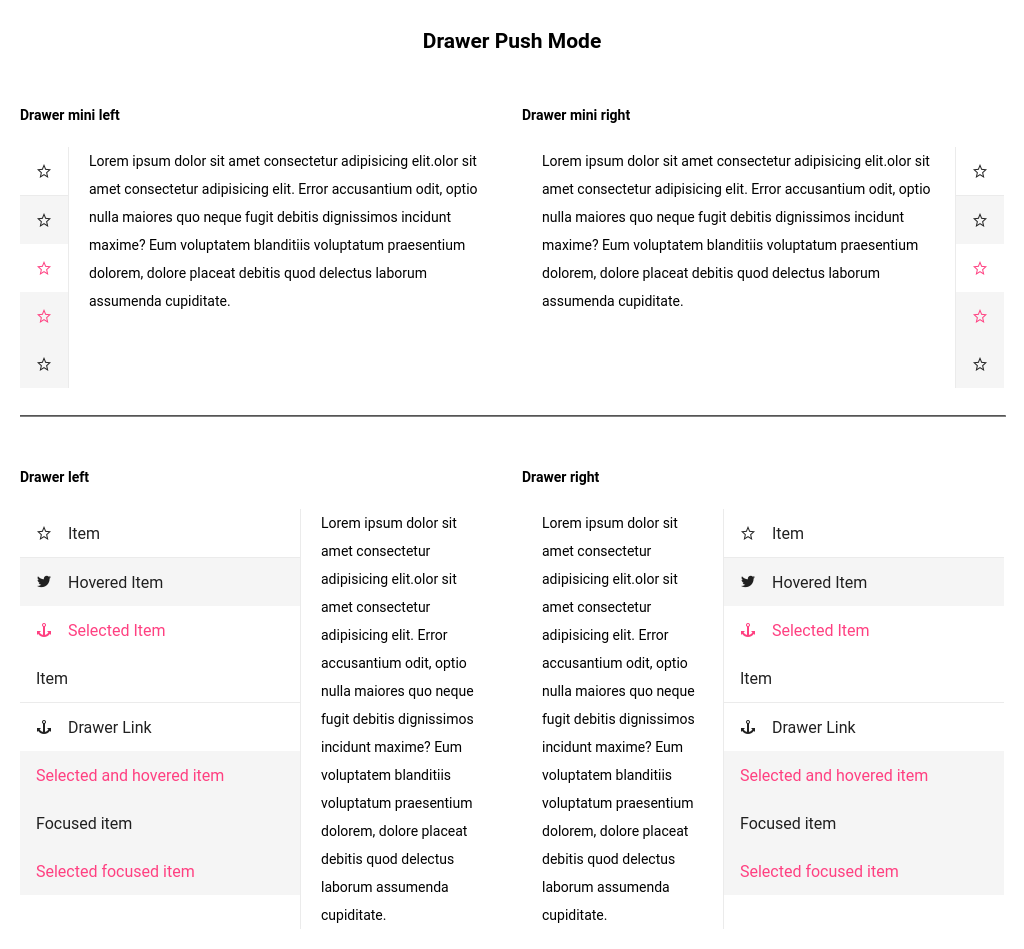 Drawer Push Mode
Drawer mini left
Lorem ipsum dolor sit amet consectetur adipisicing elit.olor sit
amet consectetur adipisicing elit. Error accusantium odit, optio
nulla maiores quo neque fugit debitis dignissimos incidunt
maxime? Eum voluptatem blanditiis voluptatum praesentium
dolorem, dolore placeat debitis quod delectus laborum
assumenda cupiditate.
Drawer mini right
Lorem ipsum dolor sit amet consectetur adipisicing elit.olor sit
amet consectetur adipisicing elit. Error accusantium odit, optio
nulla maiores quo neque fugit debitis dignissimos incidunt
maxime? Eum voluptatem blanditiis voluptatum praesentium
dolorem, dolore placeat debitis quod delectus laborum
assumenda cupiditate.
Drawer left
Item
Hovered Item
Selected Item
Item
Drawer Link
Selected and hovered item
Focused item
Selected focused item
Lorem ipsum dolor sit
amet consectetur
adipisicing elit.olor sit
amet consectetur
adipisicing elit. Error
accusantium odit, optio
nulla maiores quo neque
fugit debitis dignissimos
incidunt maxime? Eum
voluptatem blanditiis
voluptatum praesentium
dolorem, dolore placeat
debitis quod delectus
laborum assumenda
cupiditate.
Drawer right
Lorem ipsum dolor sit
amet consectetur
adipisicing elit.olor sit
amet consectetur
adipisicing elit. Error
accusantium odit, optio
nulla maiores quo neque
fugit debitis dignissimos
incidunt maxime? Eum
voluptatem blanditiis
voluptatum praesentium
dolorem, dolore placeat
debitis quod delectus
laborum assumenda
cupiditate.
Item
Hovered Item
Selected Item
Item
Drawer Link
Selected and hovered item
Focused item
Selected focused item